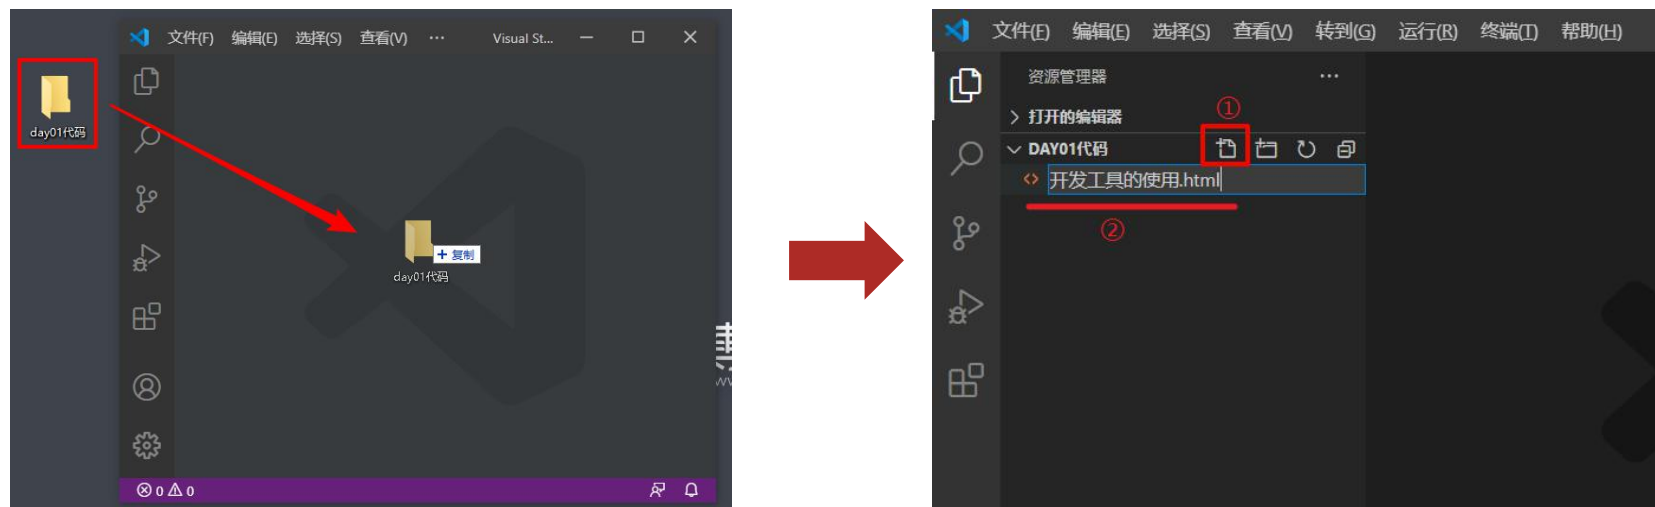 文件(F) 编辑(E) 选择(S) 查看(V) ··· Visual St...
day01代码
+ 复制
day01代码
0 0
文件(F) 编辑(E) 选择(S) 查看(V) 转到(G) 运行(R) 终端(T) 帮助(H)
资源管理器 ···
①
打开的编辑器
DAY01代码
开发工具的使用.html
②